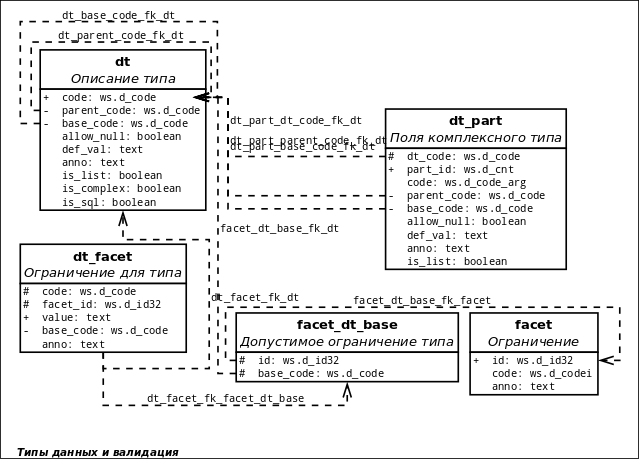 dt_base_code_fk_dt
dt_parent_code_fk_dt
dt
Описание типа
+ code: ws.d_code
- parent_code: ws.d_code
- base_code: ws.d_code
allow_null: boolean
def_val: text
anno: text
is_list: boolean
is_complex: boolean
is_sql: boolean
dt_part_dt_code_fk_dt
dt_part_parent_code_fk_dt
dt_part_base_code_fk_dt
dt_part
Поля комплексного типа
# dt_code: ws.d_code
+ part_id: ws.d_cnt
code: ws.d_code_arg
- parent_code: ws.d_code
- base_code: ws.d_code
allow_null: boolean
def_val: text
anno: text
is_list: boolean
facet_dt_base_fk_dt
dt_facet
Ограничение для типа
# code: ws.d_code
# facet_id: ws.d_id32
+ value: text
- base_code: ws.d_code
anno: text
dt_facet_fk_dt
facet_dt_base_fk_facet
facet_dt_base
Допустимое ограничение типа
# id: ws.d_id32
# base_code: ws.d_code
facet
Ограничение
+ id: ws.d_id32
code: ws.d_codei
anno: text
dt_facet_fk_facet_dt_base
Типы данных и валидация